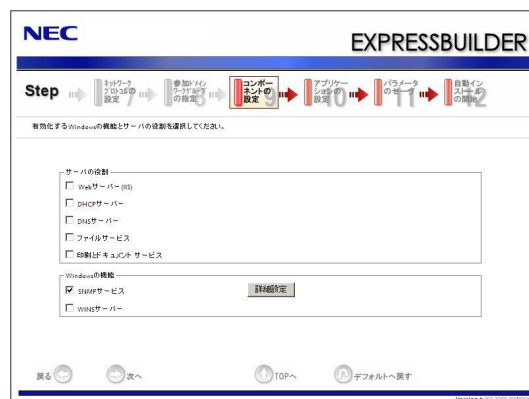 NEC
EXPRESSBUILDER
Step
ネットワーク
プロトコルの
設定
7
参加ドメイン
ワークグループ
の指定
8
コンポー
ネントの
設定
9
アプリケー
ションの
設定
10
パラメータ
のセーブ
11
自動イン
ストール
の開始
12
有効化するWindowsの機能とサーバの役割を選択してください。
サーバの役割
Webサーバー(IIS)
DHCPサーバー
DNSサーバー
ファイルサービス
印刷とドキュメント サービス
Windowsの機能
SNMPサービス
詳細設定
WINSサーバー
戻る
次へ
TOPへ
デフォルトへ戻す